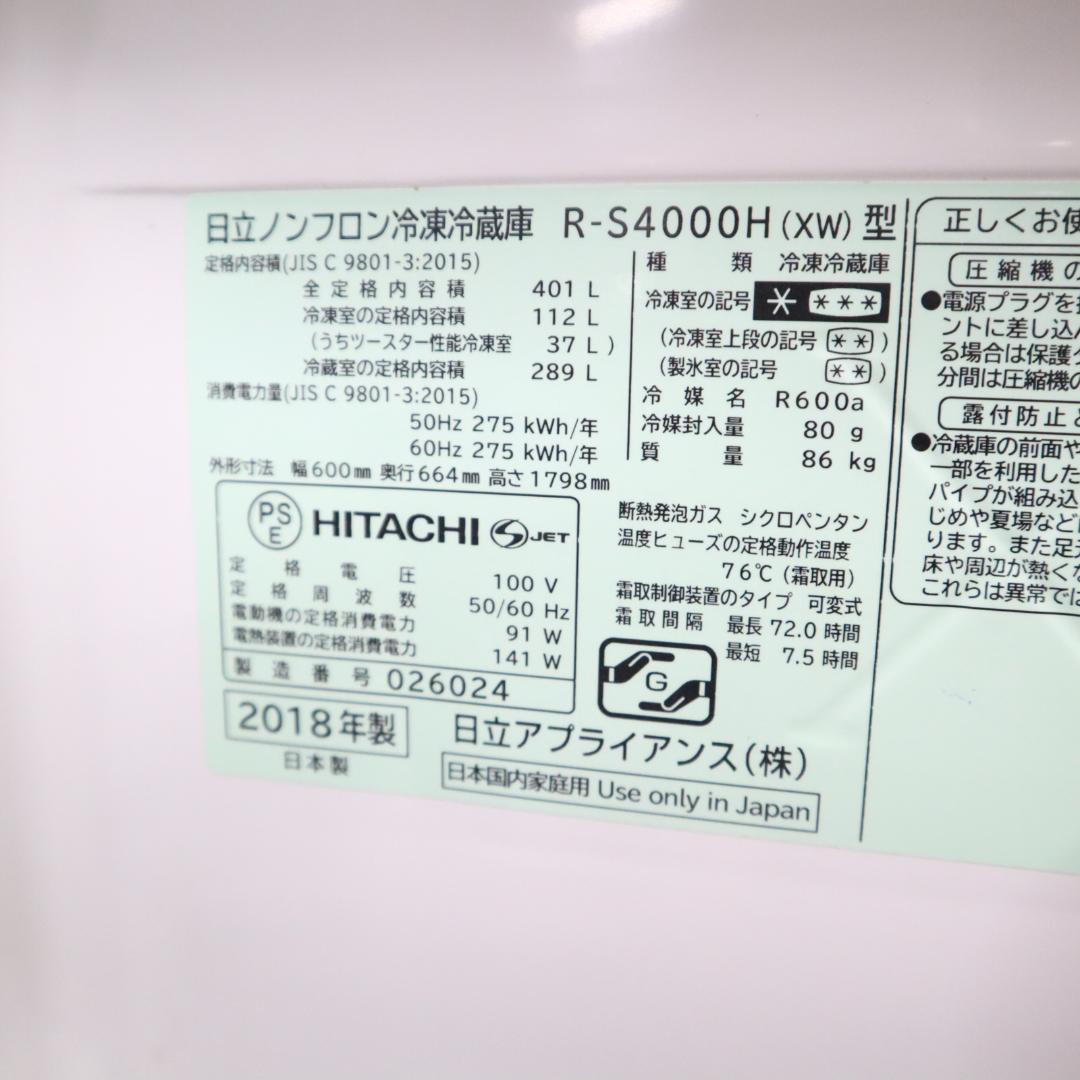 日立ノンフロン冷凍冷蔵庫 R-S4000H(XW)型
定格内容積(JIS C 9801-3:2015)
全定格内容積 401 L
冷凍室の定格内容積 112 L
(うちツースター性能冷凍室 37 L)
冷蔵室の定格内容積 289 L
消費電力量(JIS C 9801-3:2015)
50Hz 275 kWh/年
60Hz 275 kWh/年
外形寸法 幅600mm 奥行664mm 高さ1798mm
種類 冷凍冷蔵庫
冷凍室の記号 * ***
(冷凍室上段の記号 **)
(製氷室の記号 **)
冷媒名 R600a
冷媒封入量 80 g
質量 86 kg
PS
E
HITACHI S JET
定格電圧 100 V
定格周波数 50/60 Hz
電動機の定格消費電力 91 W
電熱装置の定格消費電力 141 W
製造番号 026024
2018年製
日本製
断熱発泡ガス シクロペンタン
温度ヒューズの定格動作温度
76℃(霜取用)
霜取制御装置のタイプ 可変式
霜取間隔 最長 72.0 時間
最短 7.5 時間
G
日立アプライアンス(株)
日本国内家庭用 Use only in Japan
正しくお使
圧縮機の
●電源プラグを
ントに差し込ん
る場合は保護
分間は圧縮機の
露付防止と
●冷蔵庫の前面や
一部を利用した
パイプが組み込
じめや夏場など
ります。また足元
床や周辺が熱く
これらは異常では